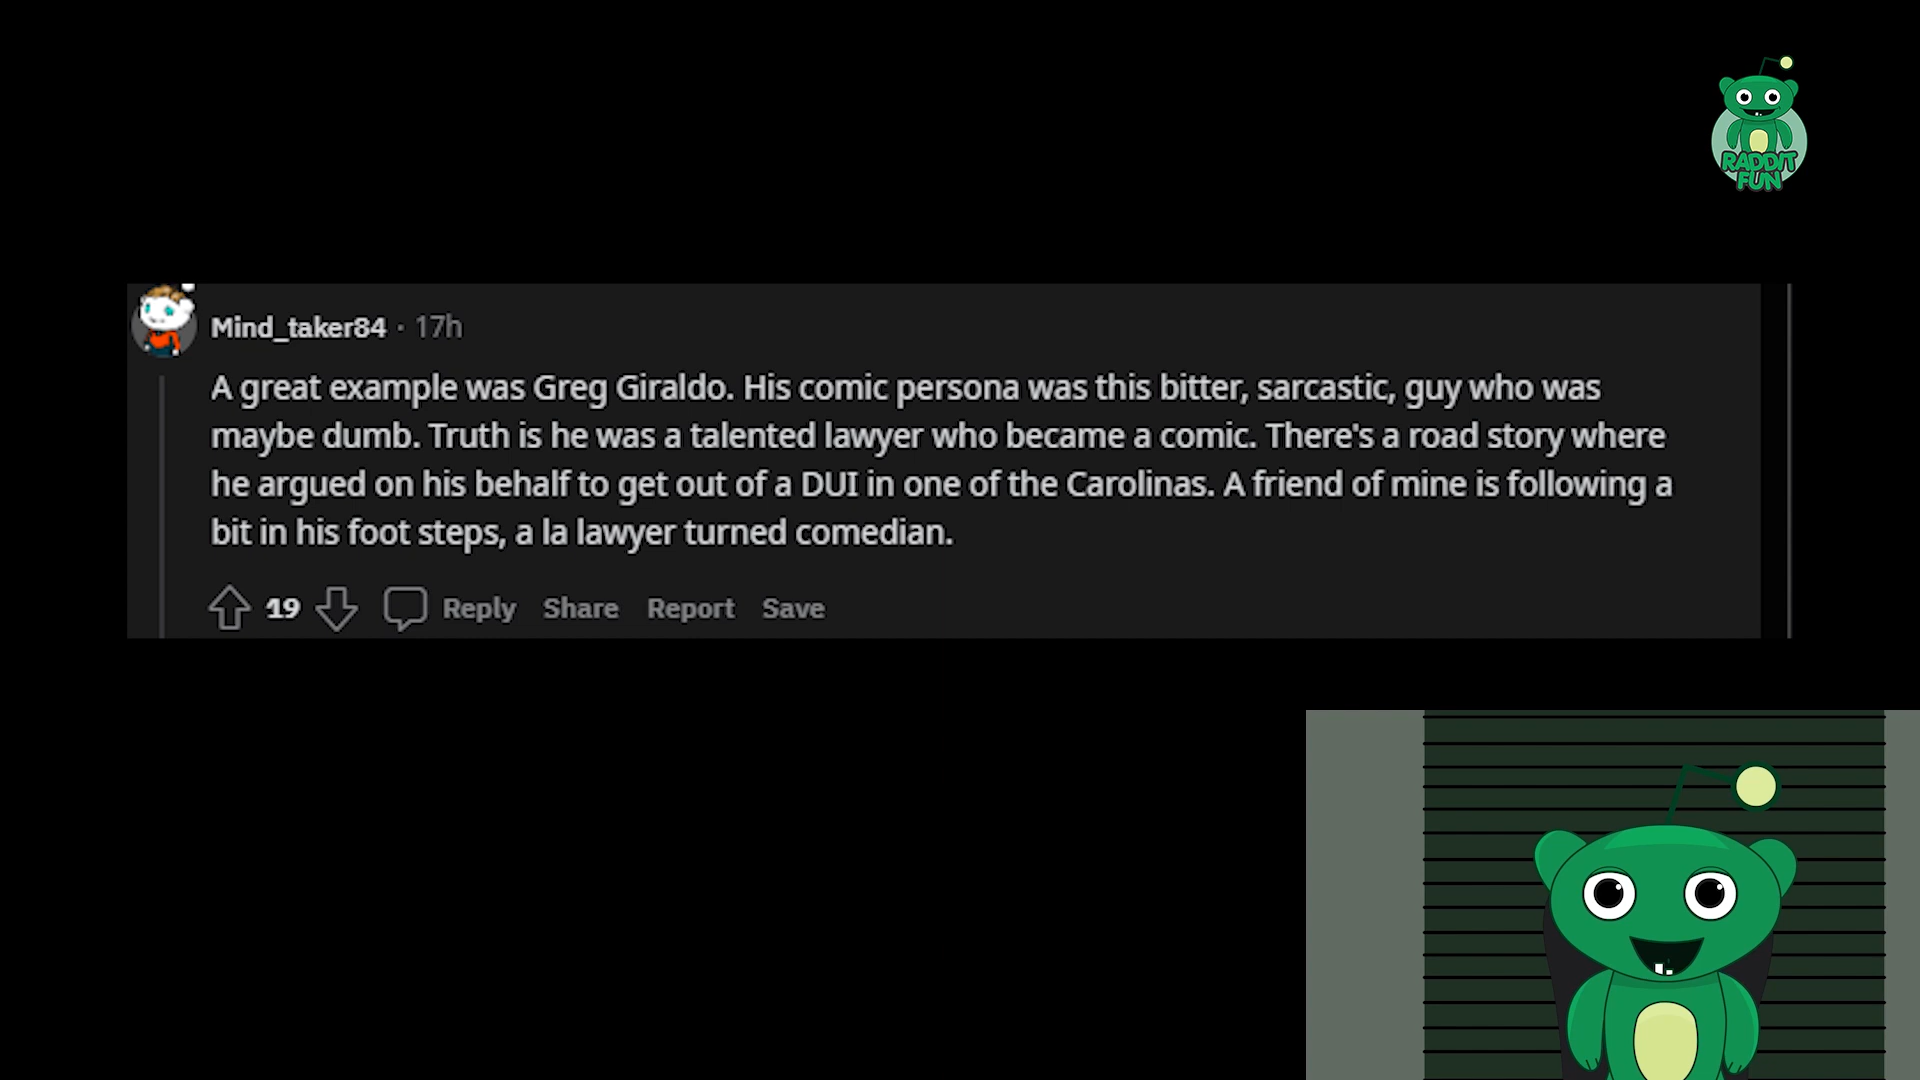 RADDIT
FUN
Mind_taker84 · 17h
A great example was Greg Giraldo. His comic persona was this bitter, sarcastic, guy who was
maybe dumb. Truth is he was a talented lawyer who became a comic. There's a road story where
he argued on his behalf to get out of a DUI in one of the Carolinas. A friend of mine is following a
bit in his foot steps, a la lawyer turned comedian.
19 Reply Share Report Save